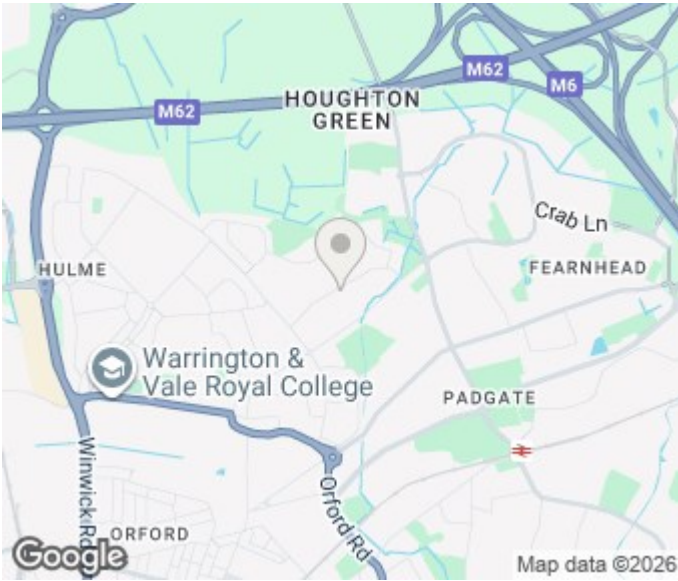 M62
M6
M62
HOUGHTON
GREEN
Crab Ln
HULME
FEARNHEAD
Warrington &
Vale Royal College
PADGATE
Winwick Rd
Orford Rd
ORFORD
Google
Map data ©2026